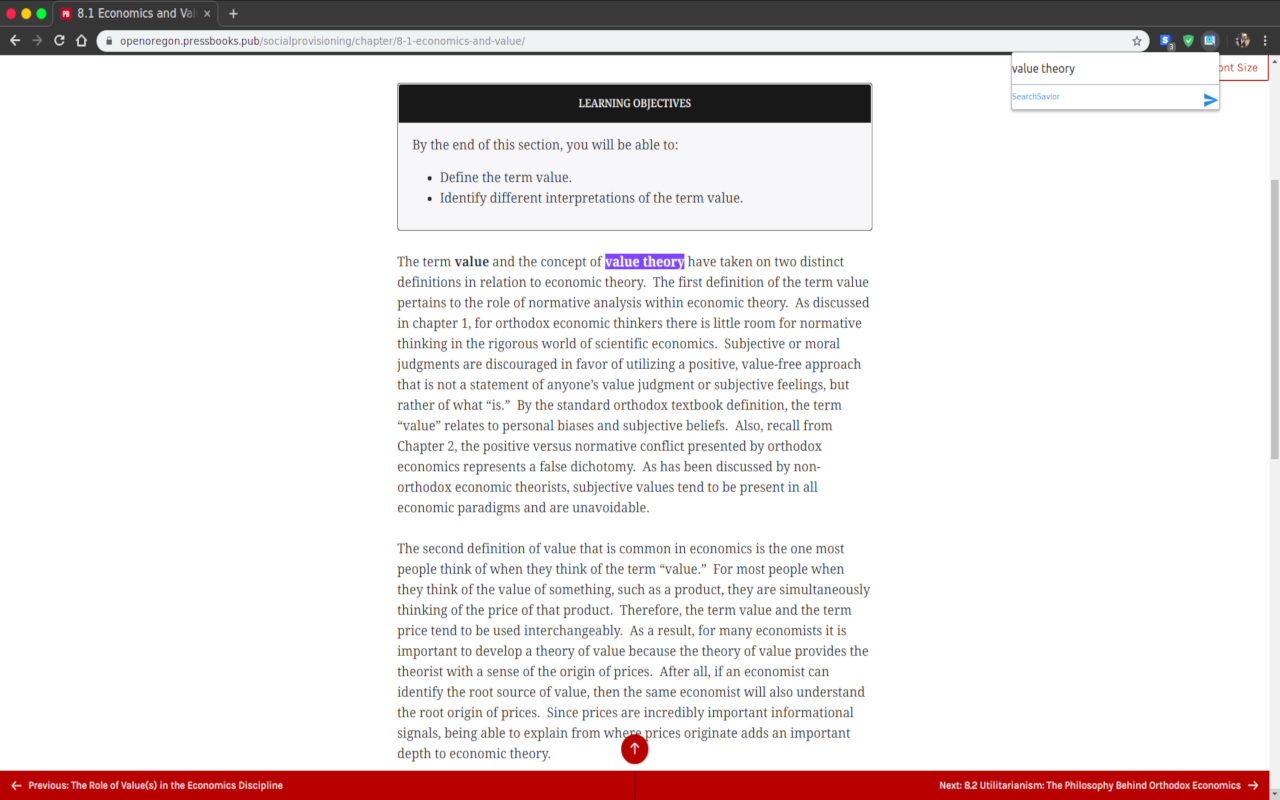 8.1 Economics and Val
openoregon.pressbooks.pub/socialprovisioning/chapter/8-1-economics-and-value/
3
value theory
ont Size
SearchSavior
LEARNING OBJECTIVES
By the end of this section, you will be able to:
• Define the term value.
• Identify different interpretations of the term value.
The term value and the concept of value theory have taken on two distinct
definitions in relation to economic theory.  The first definition of the term value
pertains to the role of normative analysis within economic theory.  As discussed
in chapter 1, for orthodox economic thinkers there is little room for normative
thinking in the rigorous world of scientific economics.  Subjective or moral
judgments are discouraged in favor of utilizing a positive, value-free approach
that is not a statement of anyone’s value judgment or subjective feelings, but
rather of what “is.”  By the standard orthodox textbook definition, the term
“value” relates to personal biases and subjective beliefs.  Also, recall from
Chapter 2, the positive versus normative conflict presented by orthodox
economics represents a false dichotomy.  As has been discussed by non-
orthodox economic theorists, subjective values tend to be present in all
economic paradigms and are unavoidable.
The second definition of value that is common in economics is the one most
people think of when they think of the term “value.”  For most people when
they think of the value of something, such as a product, they are simultaneously
thinking of the price of that product.  Therefore, the term value and the term
price tend to be used interchangeably.  As a result, for many economists it is
important to develop a theory of value because the theory of value provides the
theorist with a sense of the origin of prices.  After all, if an economist can
identify the root source of value, then the same economist will also understand
the root origin of prices.  Since prices are incredibly important informational
signals, being able to explain from where prices originate adds an important
depth to economic theory.
Previous: The Role of Value(s) in the Economics Discipline
Next: 8.2 Utilitarianism: The Philosophy Behind Orthodox Economics